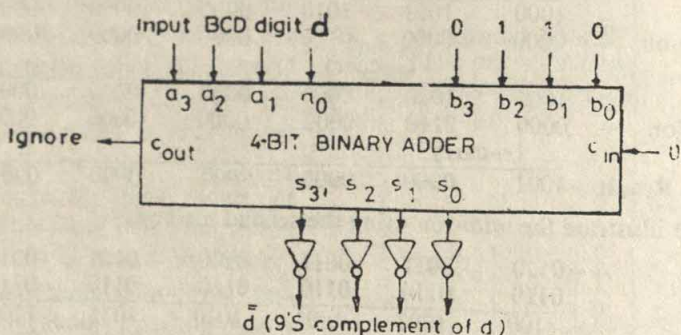 Input BCD digit d 0 1 1 0
a3 a2 a1 n0 b3 b2 b1 b0
Ignore Cout 4-BIT BINARY ADDER Cin 0
s3 s2 s1 s0
d̿ (9'S complement of d)